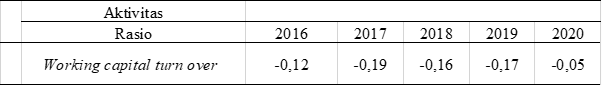 Aktivitas
Rasio 2016 2017 2018 2019 2020
Working capital turn over -0,12 -0,19 -0,16 -0,17 -0,05